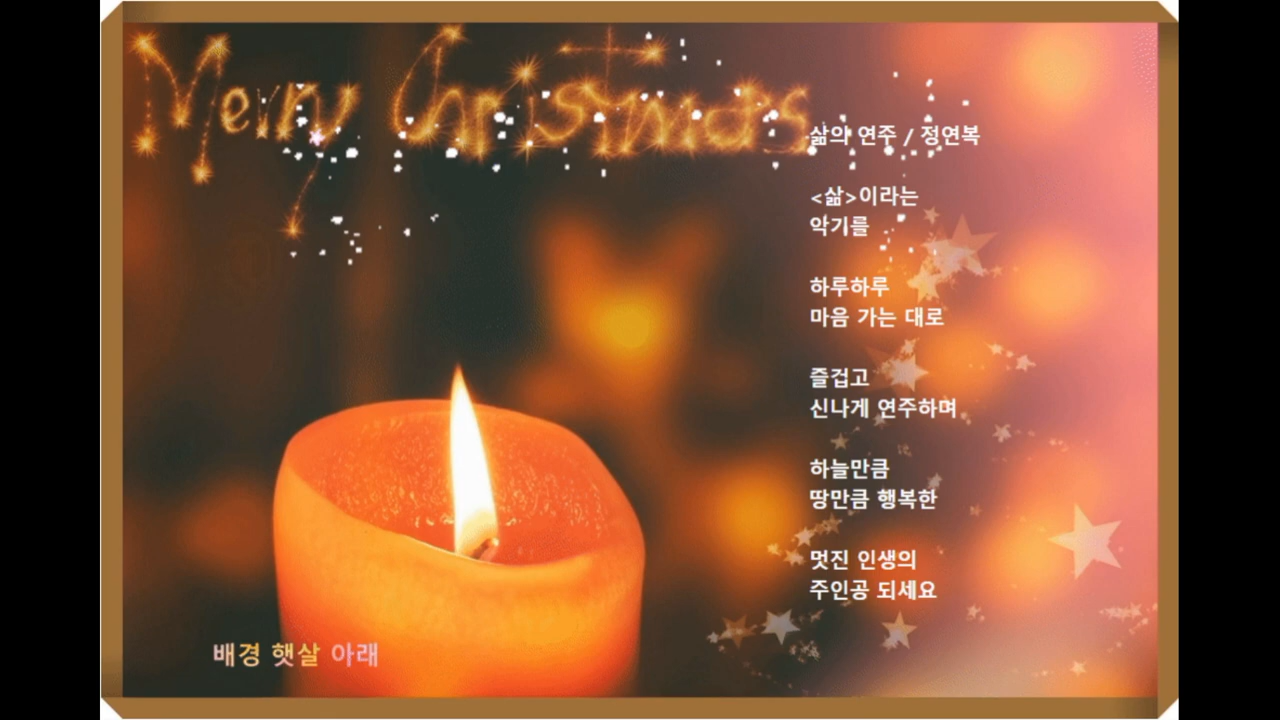 Merry Christmas
삶의 연주 / 정연복
<삶>이라는
악기를
하루하루
마음 가는 대로
즐겁고
신나게 연주하며
하늘만큼
땅만큼 행복한
멋진 인생의
주인공 되세요
배경 햇살 아래